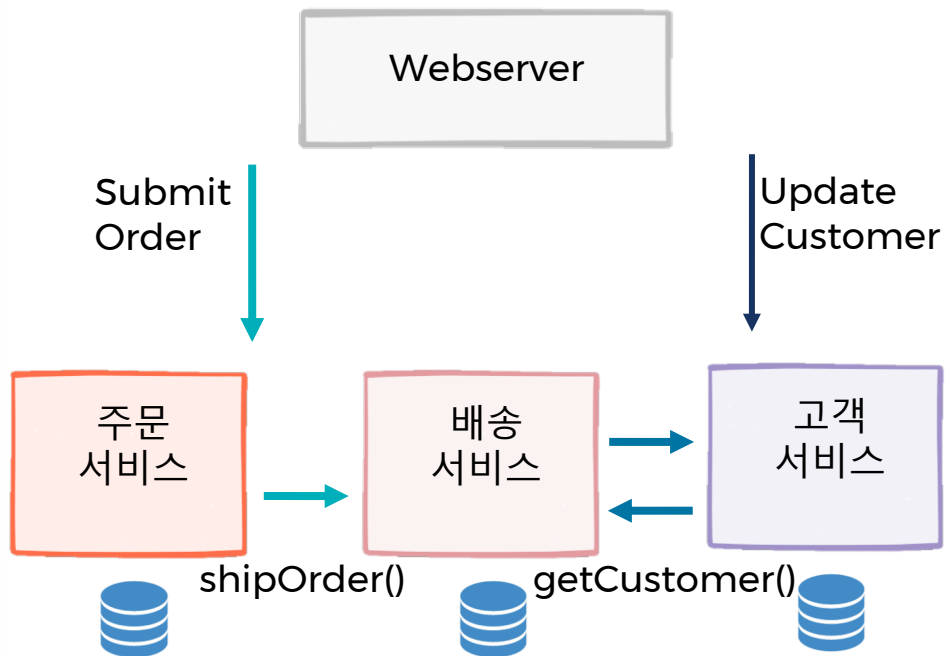 Webserver
Submit
Order
Update
Customer
주문
서비스
배송
서비스
고객
서비스
shipOrder()
getCustomer()